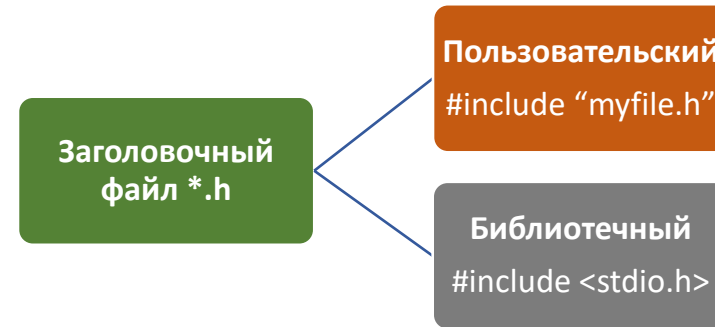 Пользовательский
#include “myfile.h”
Заголовочный
файл *.h
Библиотечный
#include <stdio.h>